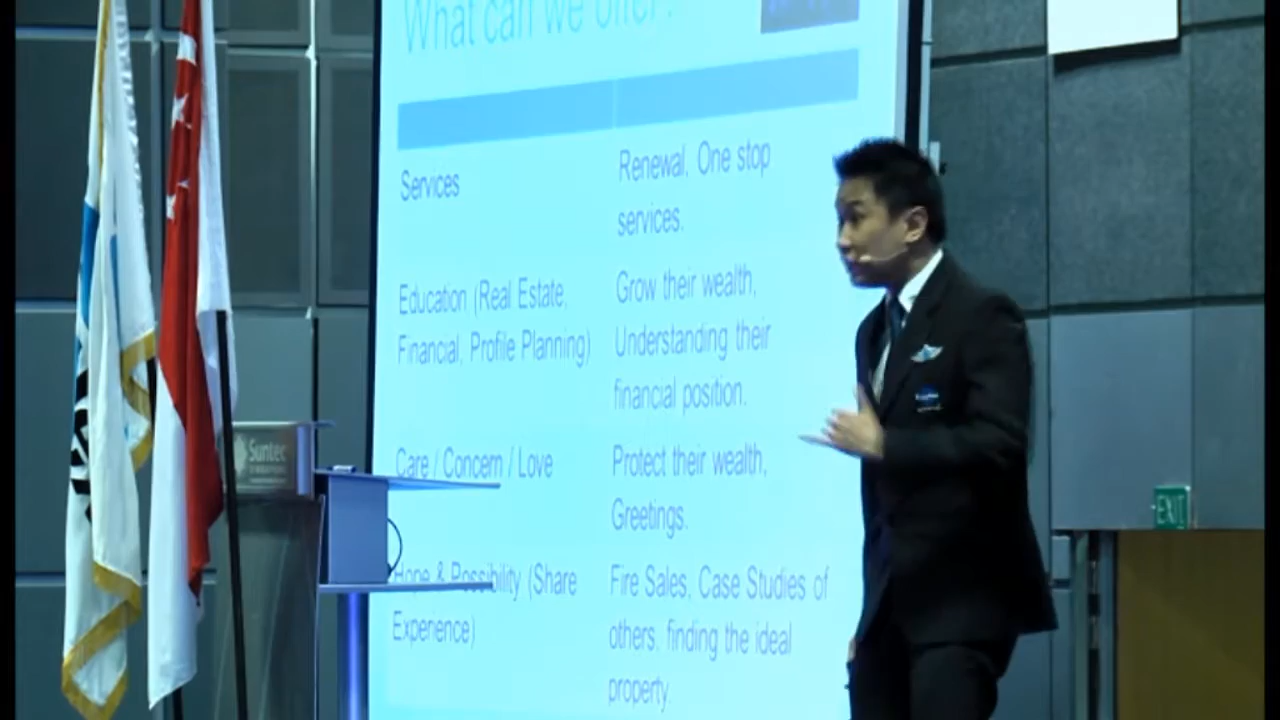 What can we offer?
Services
Renewal, One stop
services.
Education (Real Estate,
Financial, Profile Planning)
Grow their wealth,
Understanding their
financial position.
Care / Concern / Love
Protect their wealth,
Greetings.
Hope & Possibility (Share
Experience)
Fire Sales, Case Studies of
others, finding the ideal
property.
Suntec
EXIT